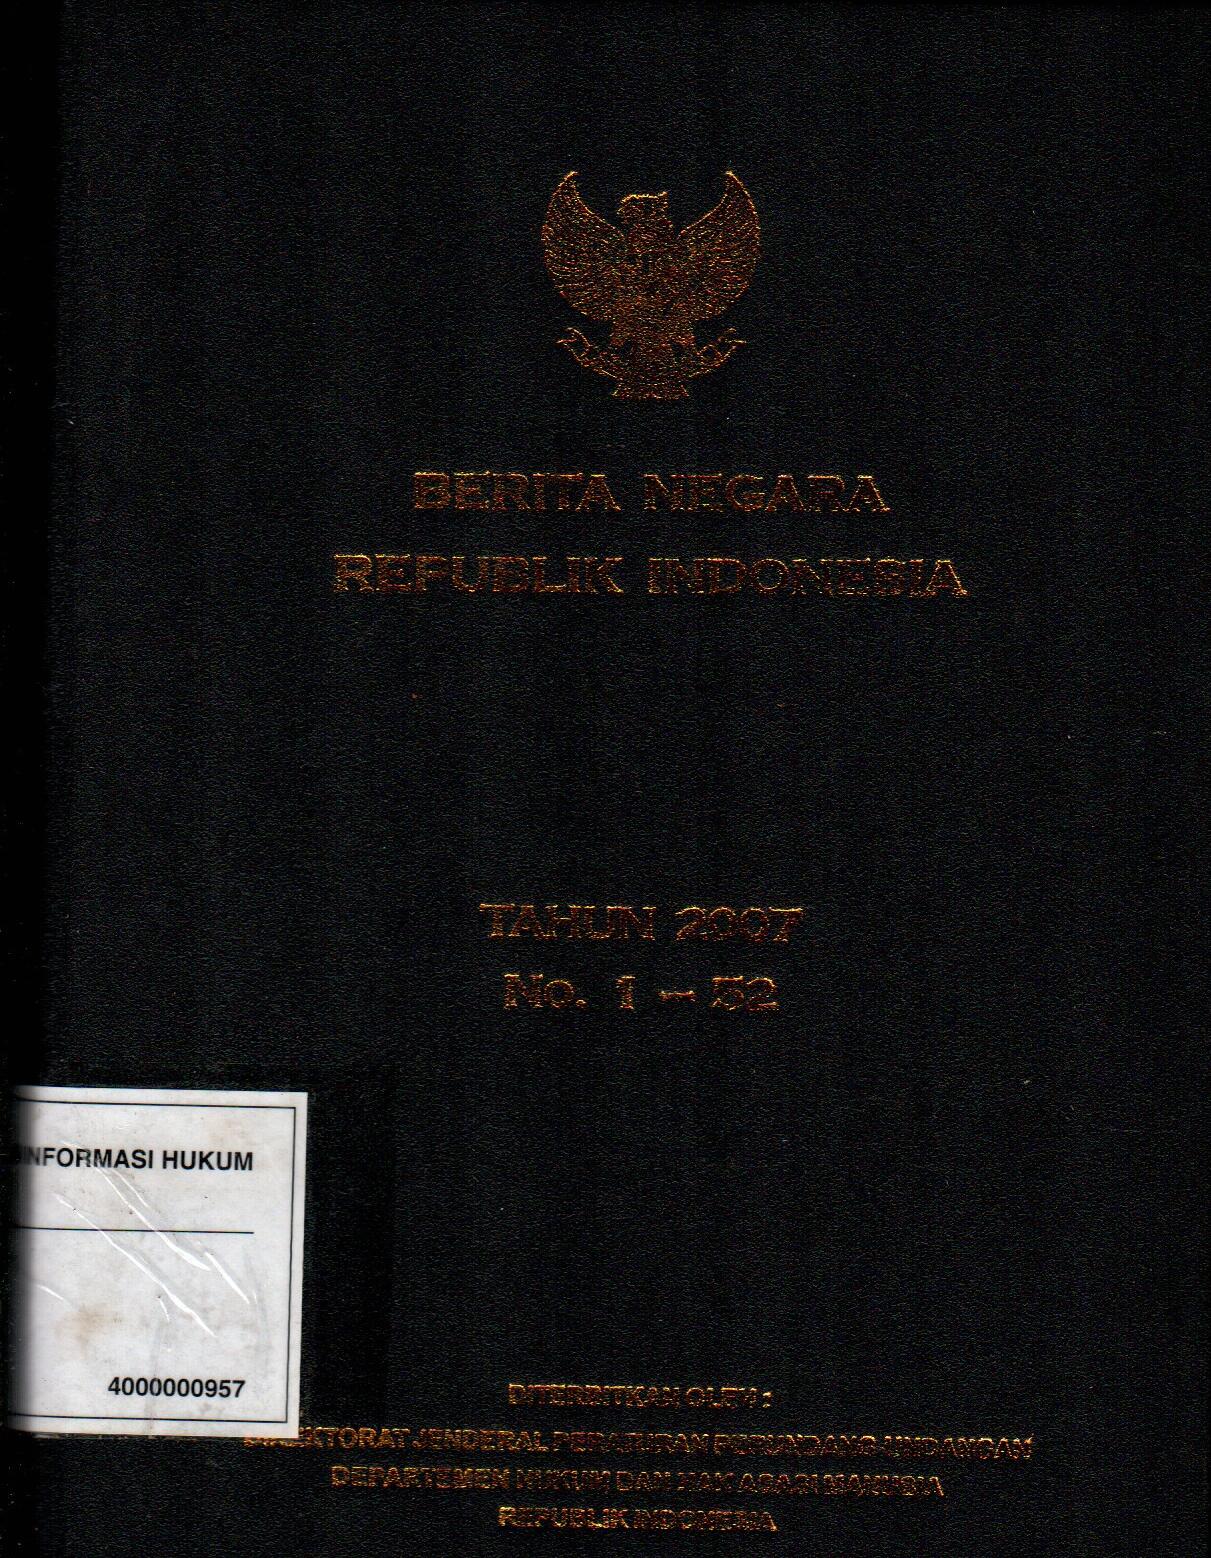 BERITA NEGARA
REPUBLIK INDONESIA
TAHUN 2007
No. 1 - 52
INFORMASI HUKUM
4000000957
DITERBITKAN OLEH :
DIREKTORAT JENDERAL PERATURAN PERUNDANG-UNDANGAN
DEPARTEMEN HUKUM DAN HAK ASASI MANUSIA
REPUBLIK INDONESIA